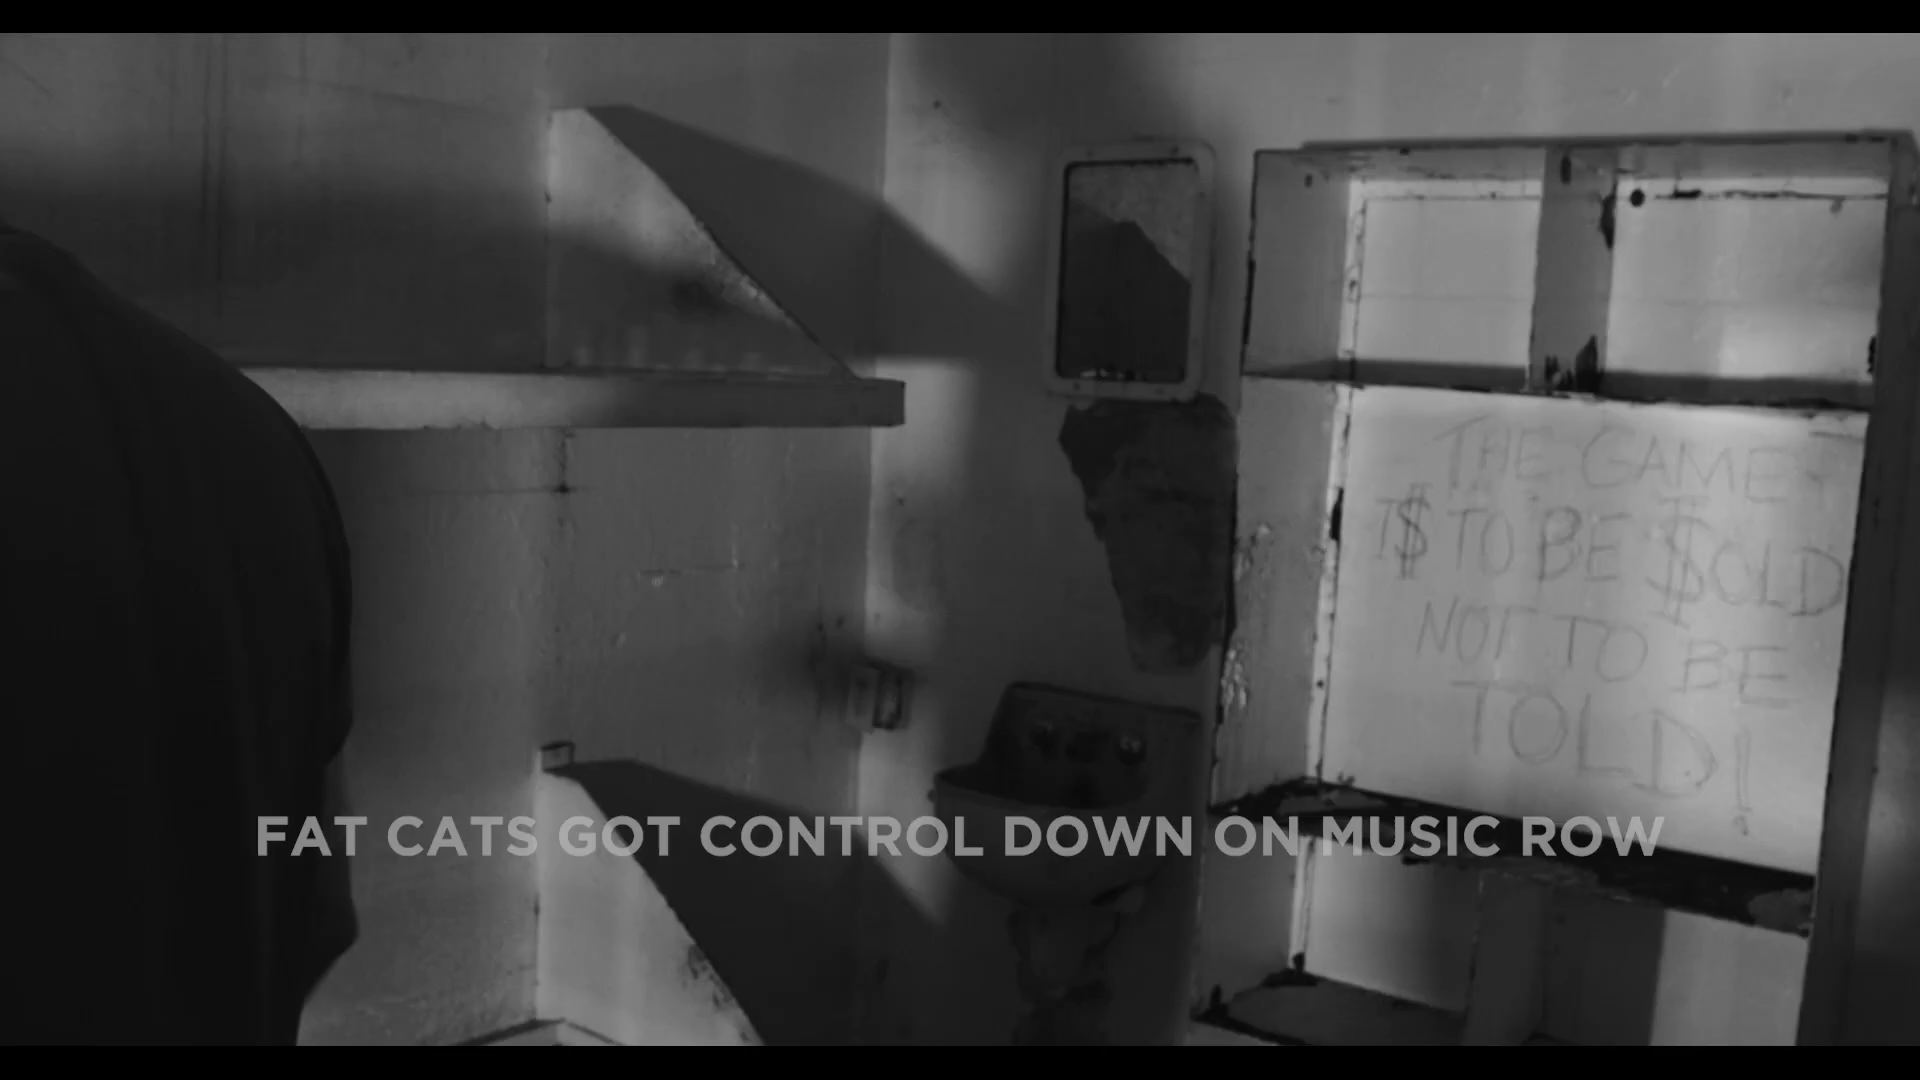 THE GAME
I$ TO BE $OLD
NOT TO BE
TOLD!
FAT CATS GOT CONTROL DOWN ON MUSIC ROW